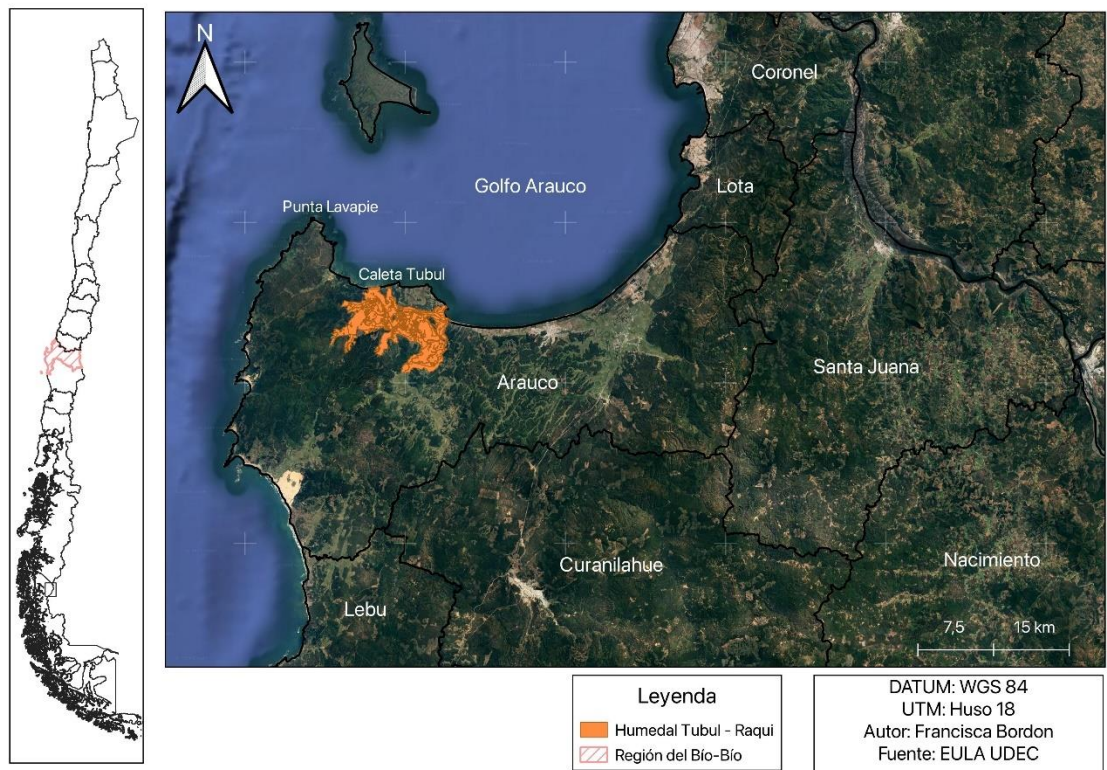 N
Coronel
Golfo Arauco
Lota
Punta Lavapie
Caleta Tubul
Arauco
Santa Juana
Curanilahue
Nacimiento
Lebu
7,5 15 km
Leyenda
Humedal Tubul - Raqui
Región del Bío-Bío
DATUM: WGS 84
UTM: Huso 18
Autor: Francisca Bordon
Fuente: EULA UDEC